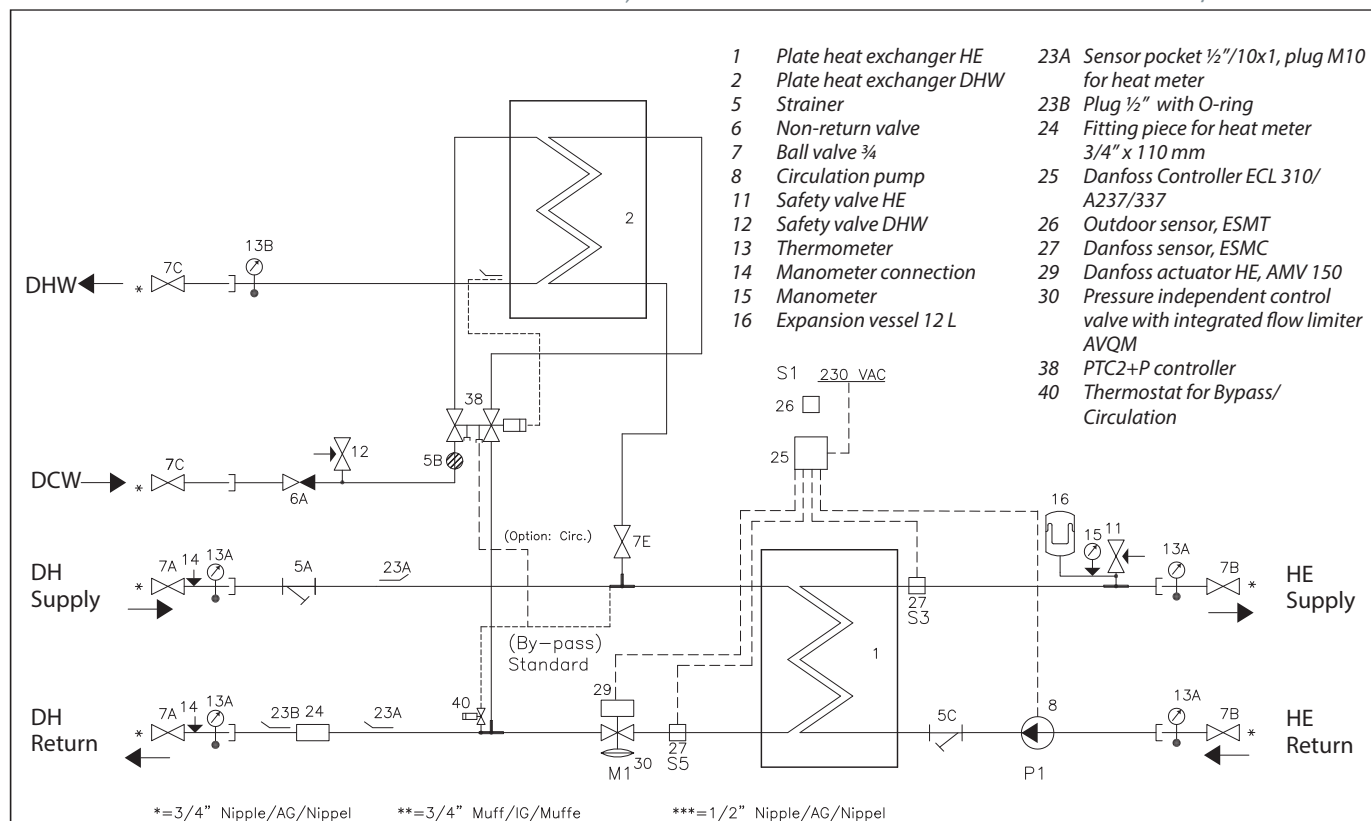 1 Plate heat exchanger HE
2 Plate heat exchanger DHW
5 Strainer
6 Non-return valve
7 Ball valve ¾
8 Circulation pump
11 Safety valve HE
12 Safety valve DHW
13 Thermometer
14 Manometer connection
15 Manometer
16 Expansion vessel 12 L
23A Sensor pocket ½"/10x1, plug M10
for heat meter
23B Plug ½" with O-ring
24 Fitting piece for heat meter
3/4" x 110 mm
25 Danfoss Controller ECL 310/
A237/337
26 Outdoor sensor, ESMT
27 Danfoss sensor, ESMC
29 Danfoss actuator HE, AMV 150
30 Pressure independent control
valve with integrated flow limiter
AVQM
38 PTC2+P controller
40 Thermostat for Bypass/
Circulation
2
DHW
*
7C
13B
S1
230 VAC
26
25
38
DCW
*
7C
6A
12
5B
(Option: Circ.)
7E
16
15
11
DH
Supply
*
7A
14
13A
5A
23A
27
S3
13A
7B
*
HE
Supply
(By-pass)
Standard
1
DH
Return
*
7A
14
13A
23B
24
23A
40
29
30
M1
27
S5
5C
8
P1
13A
7B
*
HE
Return
*=3/4" Nipple/AG/Nippel
**=3/4" Muff/IG/Muffe
***=1/2" Nipple/AG/Nippel